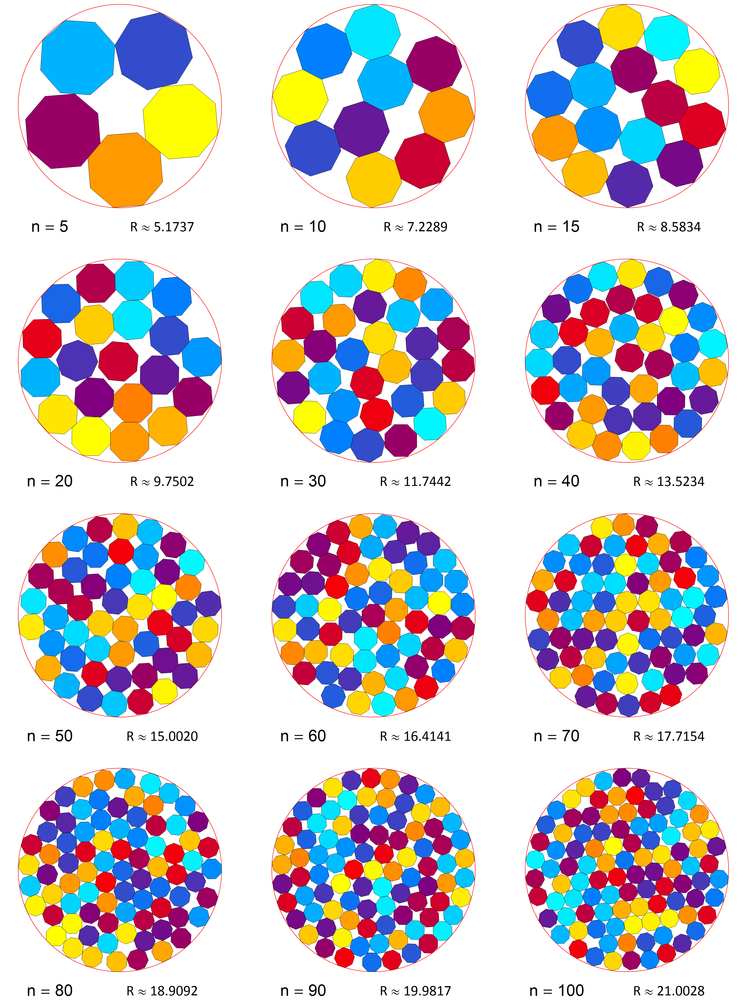 n = 5 R ≈ 5.1737 n = 10 R ≈ 7.2289 n = 15 R ≈ 8.5834
n = 20 R ≈ 9.7502 n = 30 R ≈ 11.7442 n = 40 R ≈ 13.5234
n = 50 R ≈ 15.0020 n = 60 R ≈ 16.4141 n = 70 R ≈ 17.7154
n = 80 R ≈ 18.9092 n = 90 R ≈ 19.9817 n = 100 R ≈ 21.0028